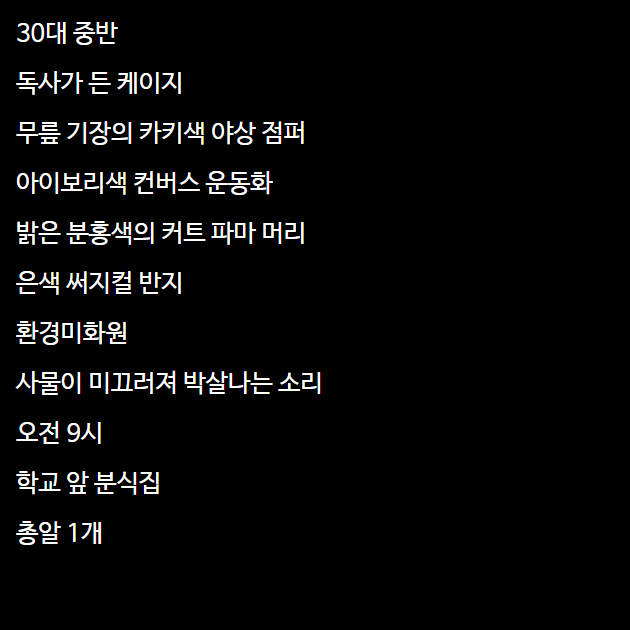 30대 중반
독사가 든 케이지
무릎 기장의 카키색 야상 점퍼
아이보리색 컨버스 운동화
밝은 분홍색의 커트 파마 머리
은색 써지컬 반지
환경미화원
사물이 미끄러져 박살나는 소리
오전 9시
학교 앞 분식집
총알 1개